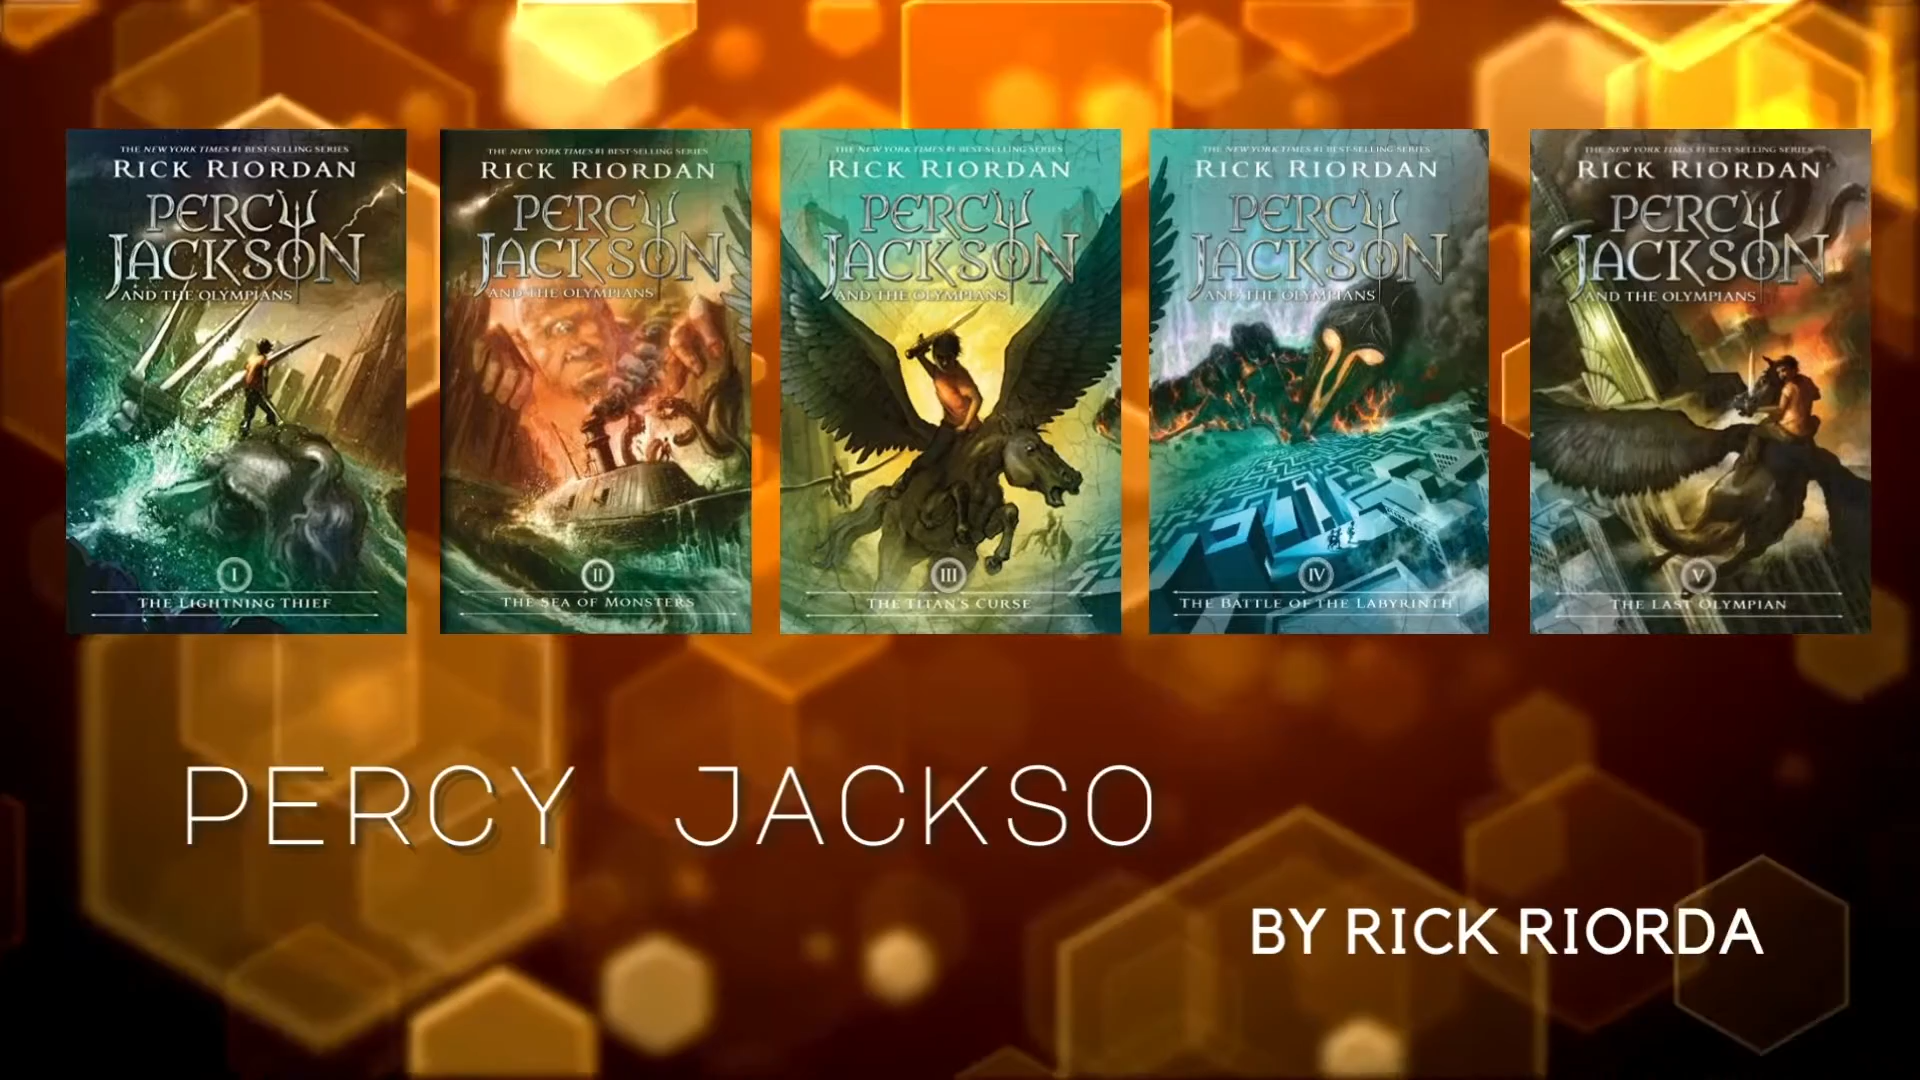 THE NEW YORK TIMES #1 BEST-SELLING SERIES
RICK RIORDAN
PERCY
JACKSON
AND THE OLYMPIANS
I
THE LIGHTNING THIEF
THE NEW YORK TIMES #1 BEST-SELLING SERIES
RICK RIORDAN
PERCY
JACKSON
AND THE OLYMPIANS
II
THE SEA OF MONSTERS
THE NEW YORK TIMES #1 BEST-SELLING SERIES
RICK RIORDAN
PERCY
JACKSON
AND THE OLYMPIANS
III
THE TITAN'S CURSE
THE NEW YORK TIMES #1 BEST-SELLING SERIES
RICK RIORDAN
PERCY
JACKSON
AND THE OLYMPIANS
IV
THE BATTLE OF THE LABYRINTH
THE NEW YORK TIMES #1 BEST-SELLING SERIES
RICK RIORDAN
PERCY
JACKSON
AND THE OLYMPIANS
V
THE LAST OLYMPIAN
PERCY JACKSO
BY RICK RIORDA